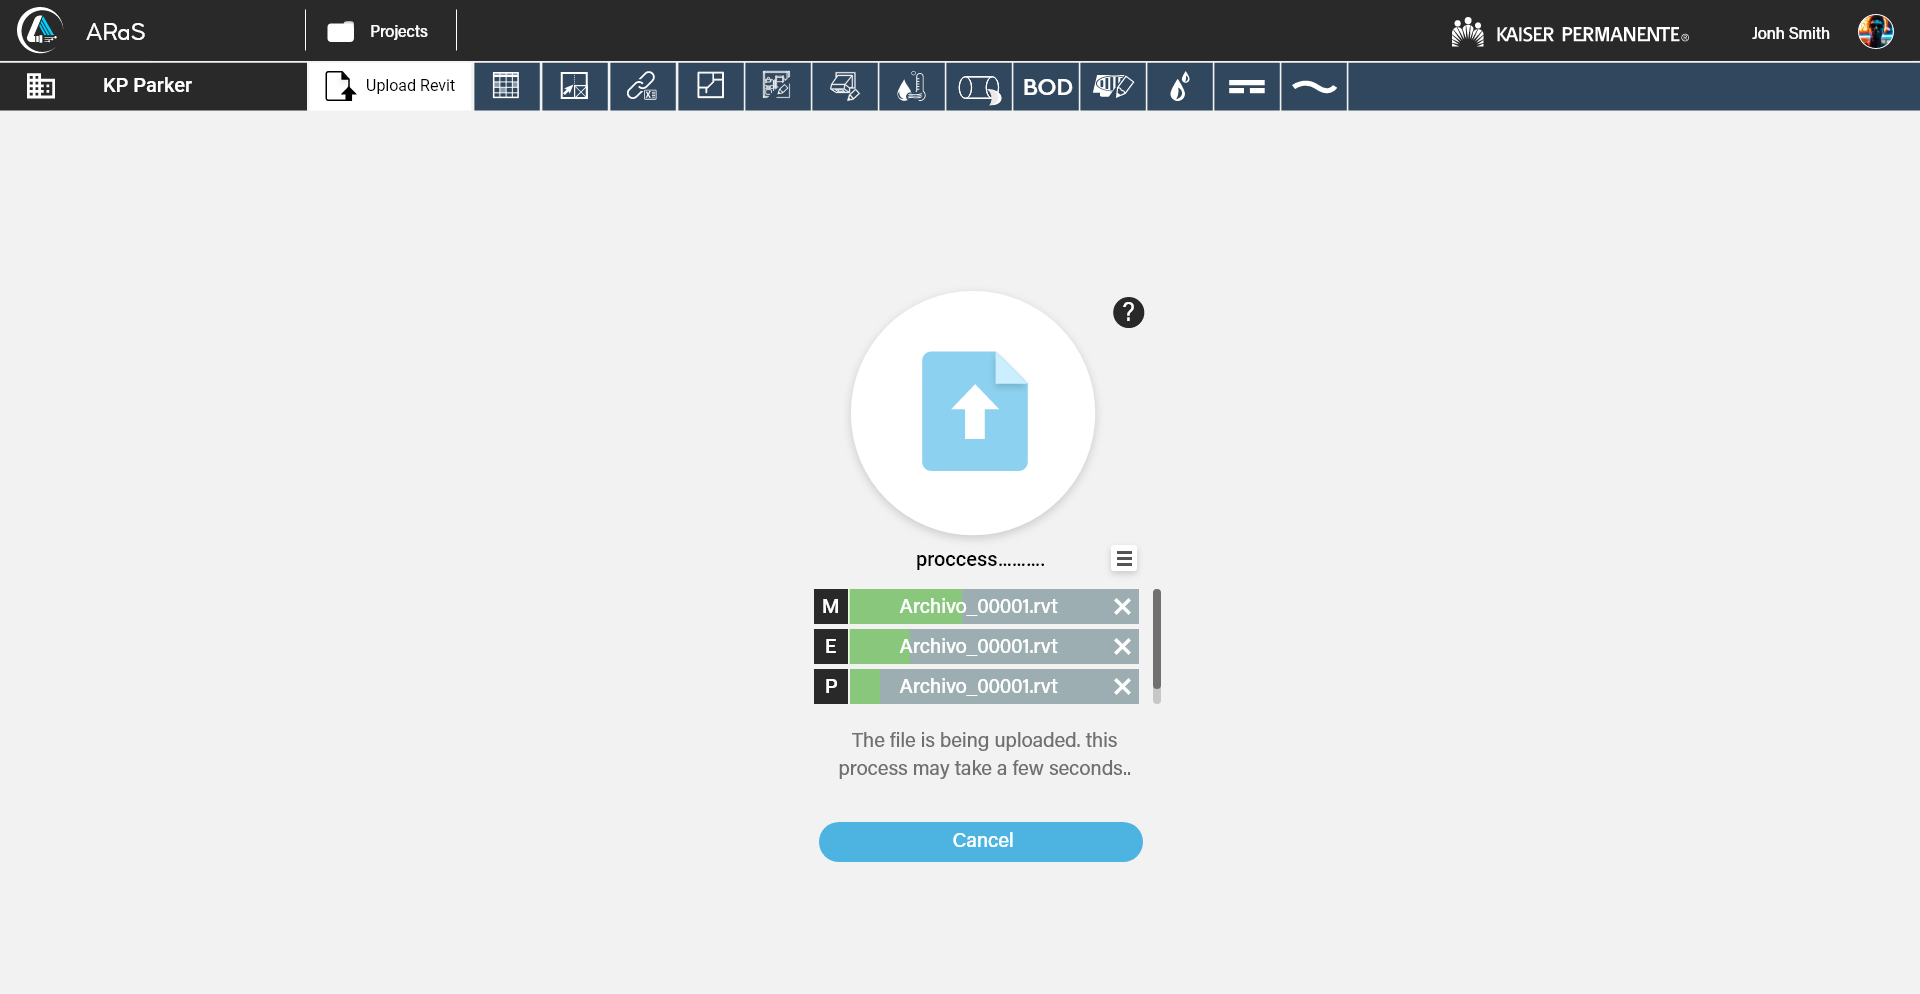 ARaS
Projects
KAISER PERMANENTE®
Jonh Smith
KP Parker
Upload Revit
BOD
?
proccess..........
M Archivo_00001.rvt
E Archivo_00001.rvt
P Archivo_00001.rvt
The file is being uploaded. this
process may take a few seconds..
Cancel